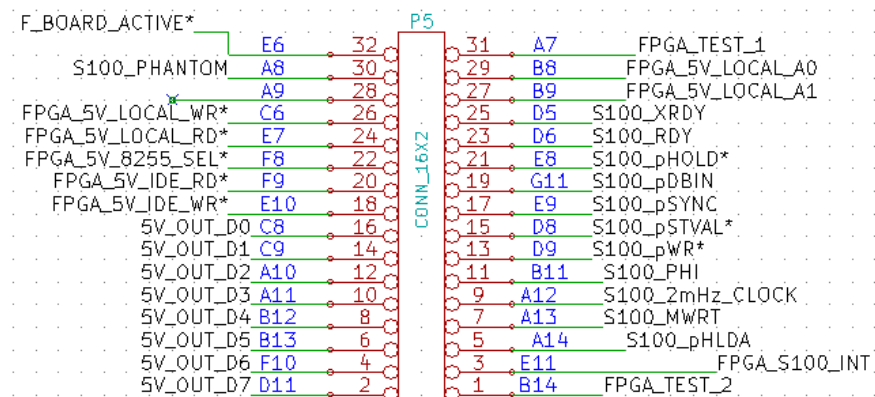 P5
F_BOARD_ACTIVE* E6 32 31 A7 FPGA_TEST_1
S100_PHANTOM A8 30 29 B8 FPGA_5V_LOCAL_A0
A9 28 27 B9 FPGA_5V_LOCAL_A1
FPGA_5V_LOCAL_WR* C6 26 25 D5 S100_XRDY
FPGA_5V_LOCAL_RD* E7 24 23 D6 S100_RDY
FPGA_5V_8255_SEL* F8 22 21 E8 S100_pHOLD*
FPGA_5V_IDE_RD* F9 20 19 G11 S100_pDBIN
FPGA_5V_IDE_WR* E10 18 17 E9 S100_pSYNC
5V_OUT_D0 C8 16 15 D8 S100_pSTVAL*
5V_OUT_D1 C9 14 13 D9 S100_pWR*
5V_OUT_D2 A10 12 11 B11 S100_PHI
5V_OUT_D3 A11 10 9 A12 S100_2mHz_CLOCK
5V_OUT_D4 B12 8 7 A13 S100_MWRT
5V_OUT_D5 B13 6 5 A14 S100_pHLDA
5V_OUT_D6 F10 4 3 E11 FPGA_S100_INT
5V_OUT_D7 D11 2 1 B14 FPGA_TEST_2
CONN_16X2